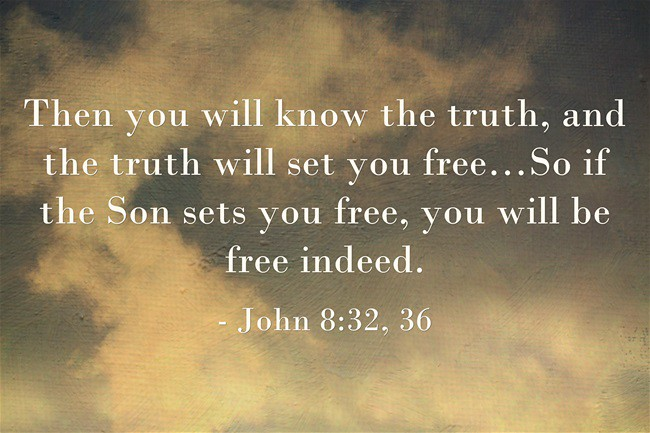 Then you will know the truth, and
the truth will set you free...So if
the Son sets you free, you will be
free indeed.
- John 8:32, 36